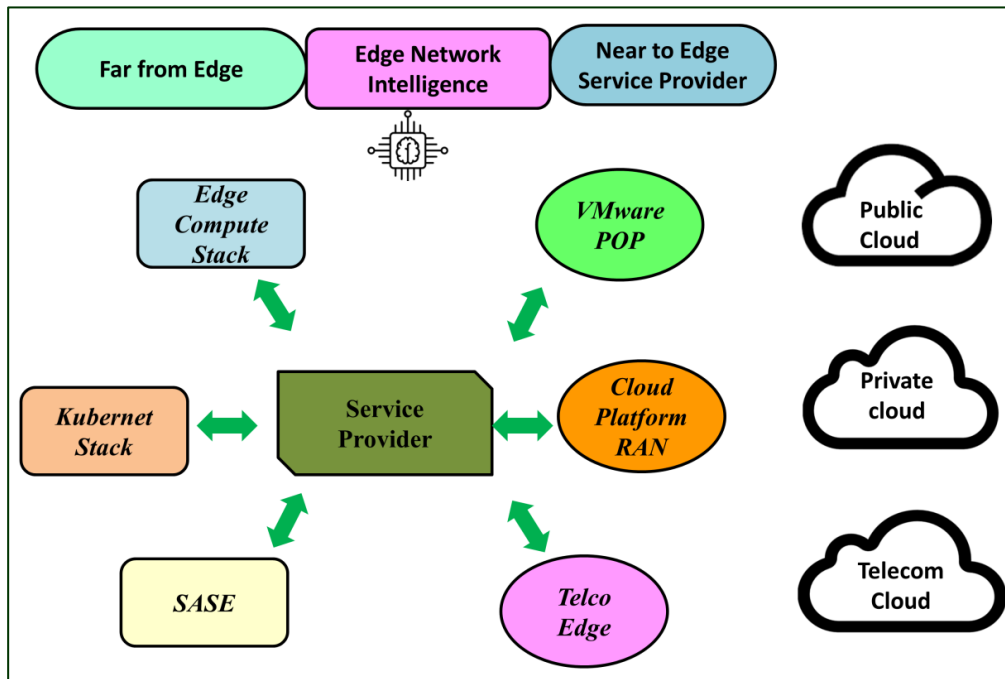 Far from Edge
Edge Network
Intelligence
Near to Edge
Service Provider
Edge
Compute
Stack
VMware
POP
Public
Cloud
Kubernet
Stack
Service
Provider
Cloud
Platform
RAN
Private
cloud
SASE
Telco
Edge
Telecom
Cloud